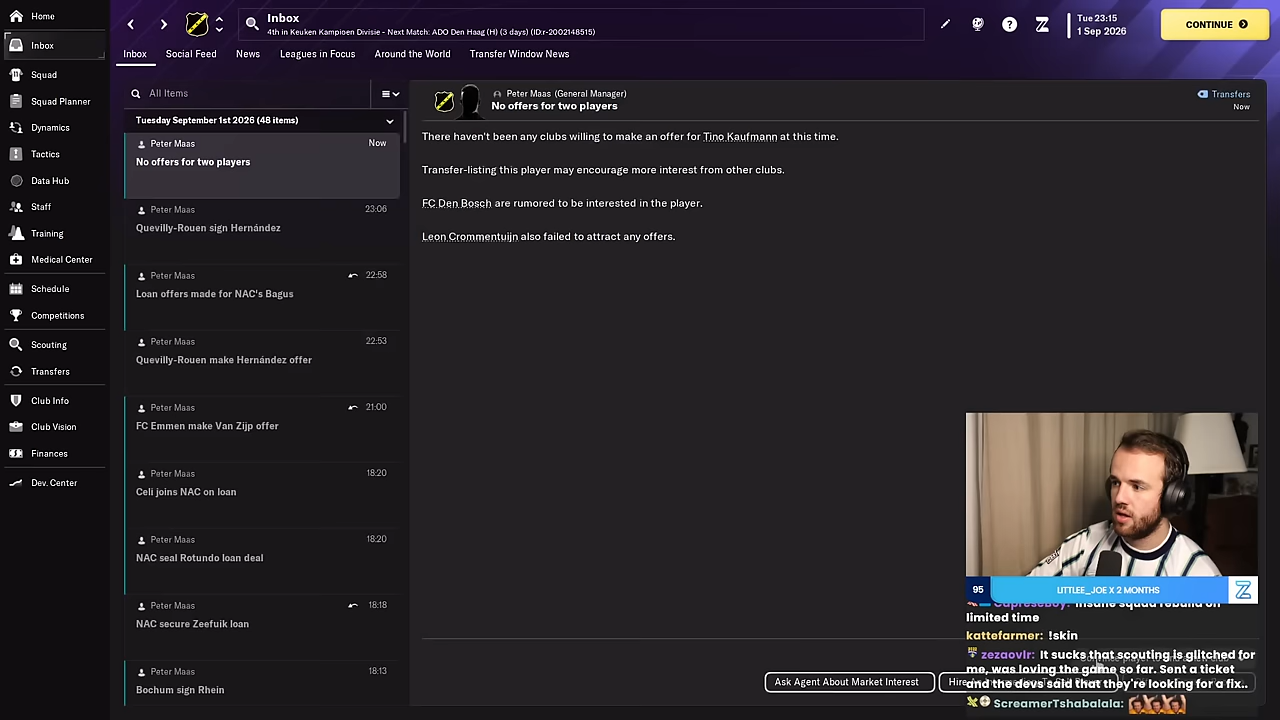 Home
Inbox
4th in Keuken Kampioen Divisie - Next Match: ADO Den Haag (H) (3 days) (ID:r-2002148515)
Tue 23:15
1 Sep 2026
CONTINUE
Inbox
Social Feed
News
Leagues in Focus
Around the World
Transfer Window News
Inbox
Squad
Squad Planner
Dynamics
Tactics
Data Hub
Staff
Training
Medical Center
Schedule
Competitions
Scouting
Transfers
Club Info
Club Vision
Finances
Dev. Center
All Items
Tuesday September 1st 2026 (48 items)
Peter Maas
Now
No offers for two players
Peter Maas
23:06
Quevilly-Rouen sign Hernández
Peter Maas
22:58
Loan offers made for NAC's Bagus
Peter Maas
22:53
Quevilly-Rouen make Hernández offer
Peter Maas
21:00
FC Emmen make Van Zijp offer
Peter Maas
18:20
Celi joins NAC on loan
Peter Maas
18:20
NAC seal Rotundo loan deal
Peter Maas
18:18
NAC secure Zeefuik loan
Peter Maas
18:13
Bochum sign Rhein
Peter Maas (General Manager)
No offers for two players
Transfers
Now
There haven't been any clubs willing to make an offer for Tino Kaufmann at this time.
Transfer-listing this player may encourage more interest from other clubs.
FC Den Bosch are rumored to be interested in the player.
Leon Crommentuijn also failed to attract any offers.
95
LITTLEE_JOE X 2 MONTHS
CapreseBoy: Insane squad rebuild on
limited time
kattefarmer: !skin
zezaovlr: It sucks that scouting is glitched for
me, was loving the game so far. Sent a ticket
and the devs said that they're looking for a fix..
ScreamerTshabalala:
Ask Agent About Market Interest